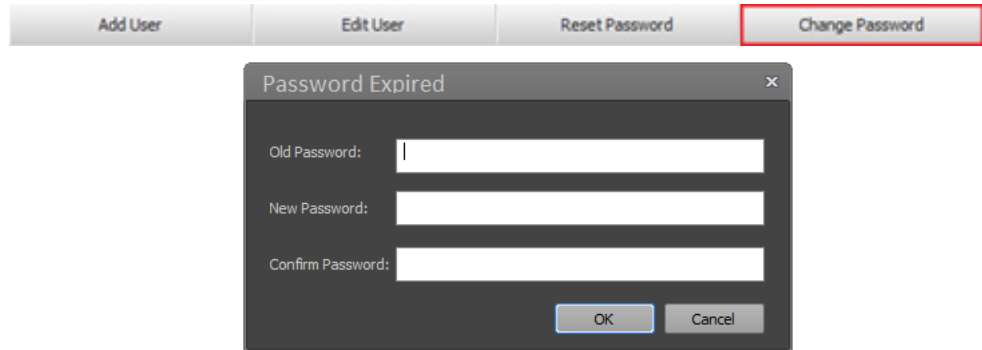 Add User Edit User Reset Password Change Password
Password Expired x
Old Password:
New Password:
Confirm Password:
OK Cancel